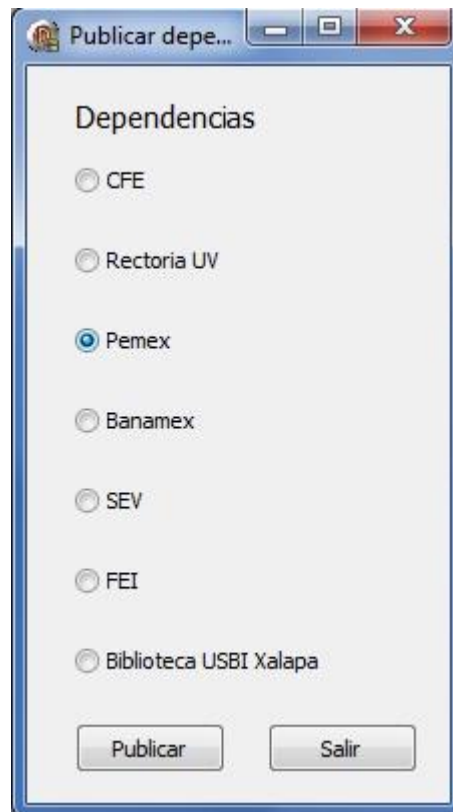 Publicar depe...
Dependencias
CFE
Rectoria UV
Pemex
Banamex
SEV
FEI
Biblioteca USBI Xalapa
Publicar Salir